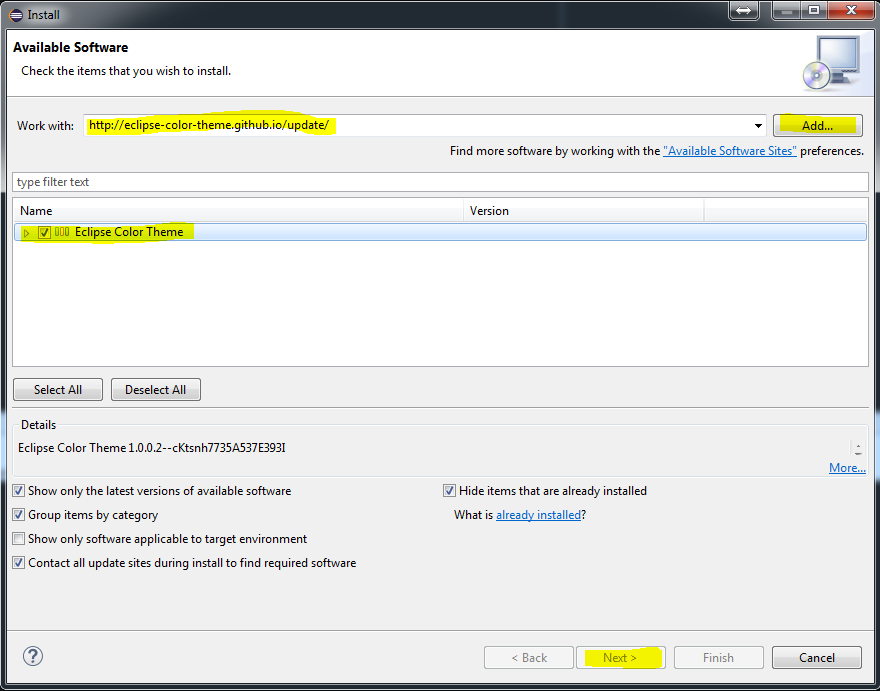 Install
Available Software
Check the items that you wish to install.
Work with: http://eclipse-color-theme.github.io/update/ Add...
Find more software by working with the "Available Software Sites" preferences.
type filter text
Name Version
Eclipse Color Theme
Select All Deselect All
Details
Eclipse Color Theme 1.0.0.2--cKtsnh7735A537E393I
More...
Show only the latest versions of available software Hide items that are already installed
Group items by category What is already installed?
Show only software applicable to target environment
Contact all update sites during install to find required software
? < Back Next > Finish Cancel